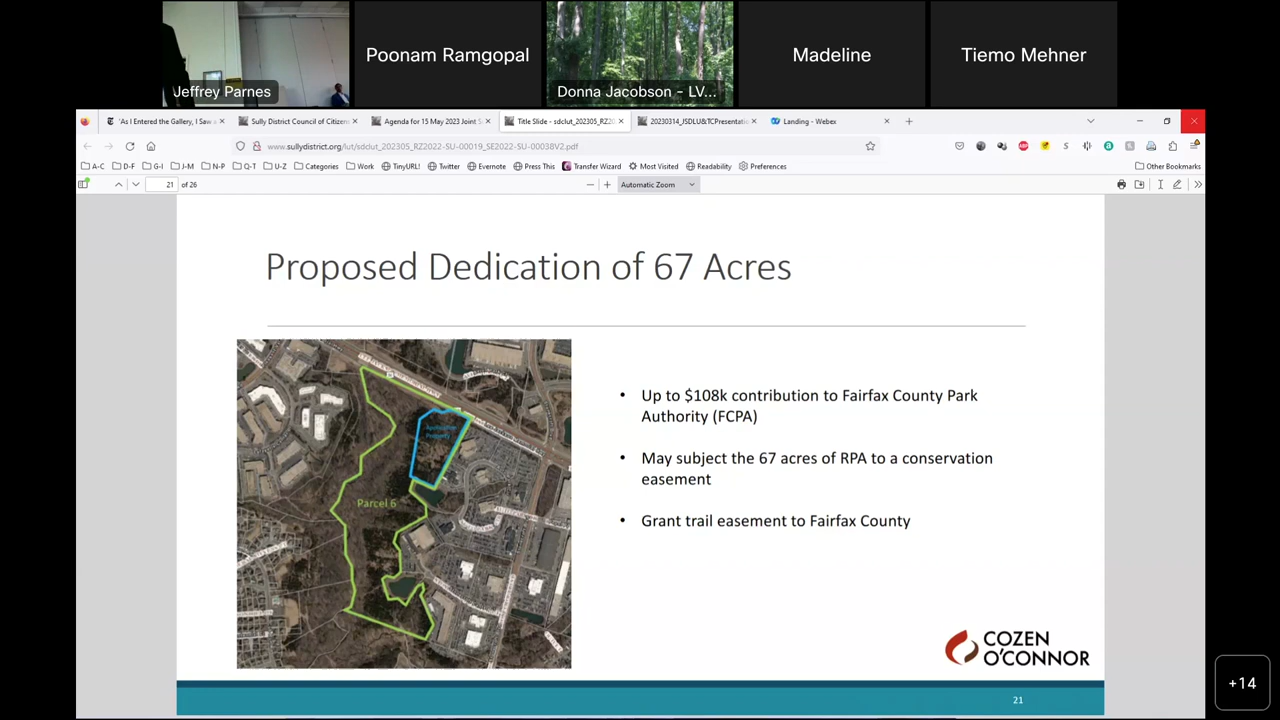 Jeffrey Parnes
Poonam Ramgopal
Donna Jacobson - LV...
Madeline
Tiemo Mehner
'As I Entered the Gallery, I Saw a
Sully District Council of Citizens
Agenda for 15 May 2023 Joint S
Title Slide - sdclut_202305_RZ20
20230314_JSDLU&TCPresentatio
Landing - Webex
www.sullydistrict.org/lut/sdclut_202305_RZ2022-SU-00019_SE2022-SU-00038V2.pdf
A-C
D-F
G-I
J-M
N-P
Q-T
U-Z
Categories
Work
TinyURL!
Twitter
Evernote
Press This
Transfer Wizard
Most Visited
Readability
Preferences
Other Bookmarks
21 of 26
Automatic Zoom
Proposed Dedication of 67 Acres
Application
Property
Parcel 6
• Up to $108k contribution to Fairfax County Park
Authority (FCPA)
• May subject the 67 acres of RPA to a conservation
easement
• Grant trail easement to Fairfax County
COZEN
O'CONNOR
21
+14